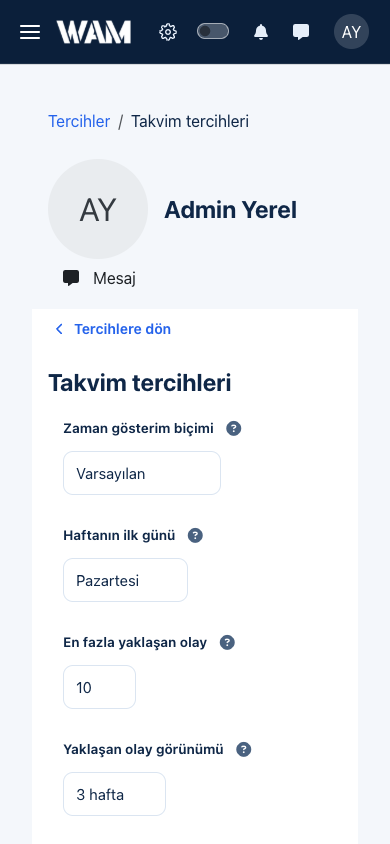 WAM
AY
Tercihler / Takvim tercihleri
AY
Admin Yerel
Mesaj
Tercihlere dön
Takvim tercihleri
Zaman gösterim biçimi ?
Varsayılan
Haftanın ilk günü ?
Pazartesi
En fazla yaklaşan olay ?
10
Yaklaşan olay görünümü ?
3 hafta